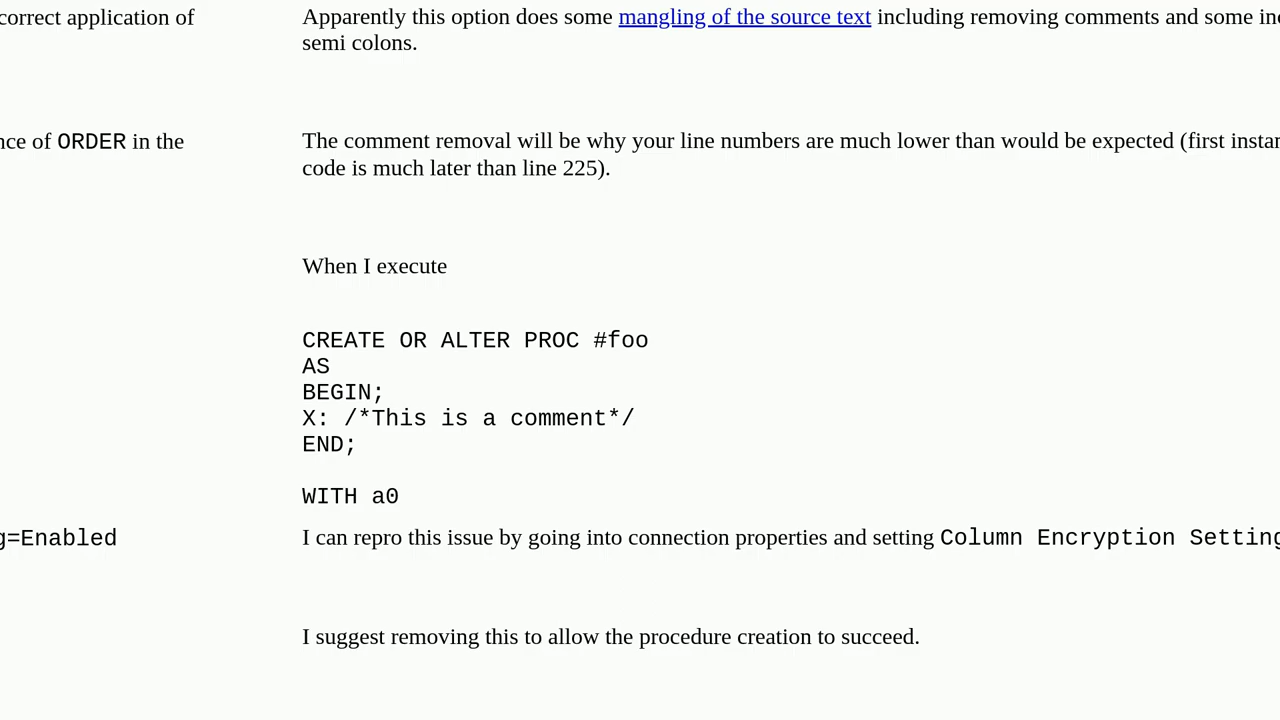 correct application of
Apparently this option does some mangling of the source text including removing comments and some
semi colons.
nce of ORDER in the
The comment removal will be why your line numbers are much lower than would be expected (first
code is much later than line 225).
When I execute
CREATE OR ALTER PROC #foo
AS
BEGIN;
X: /*This is a comment*/
END;
WITH a0
g=Enabled
I can repro this issue by going into connection properties and setting Column Encryption Setting
I suggest removing this to allow the procedure creation to succeed.